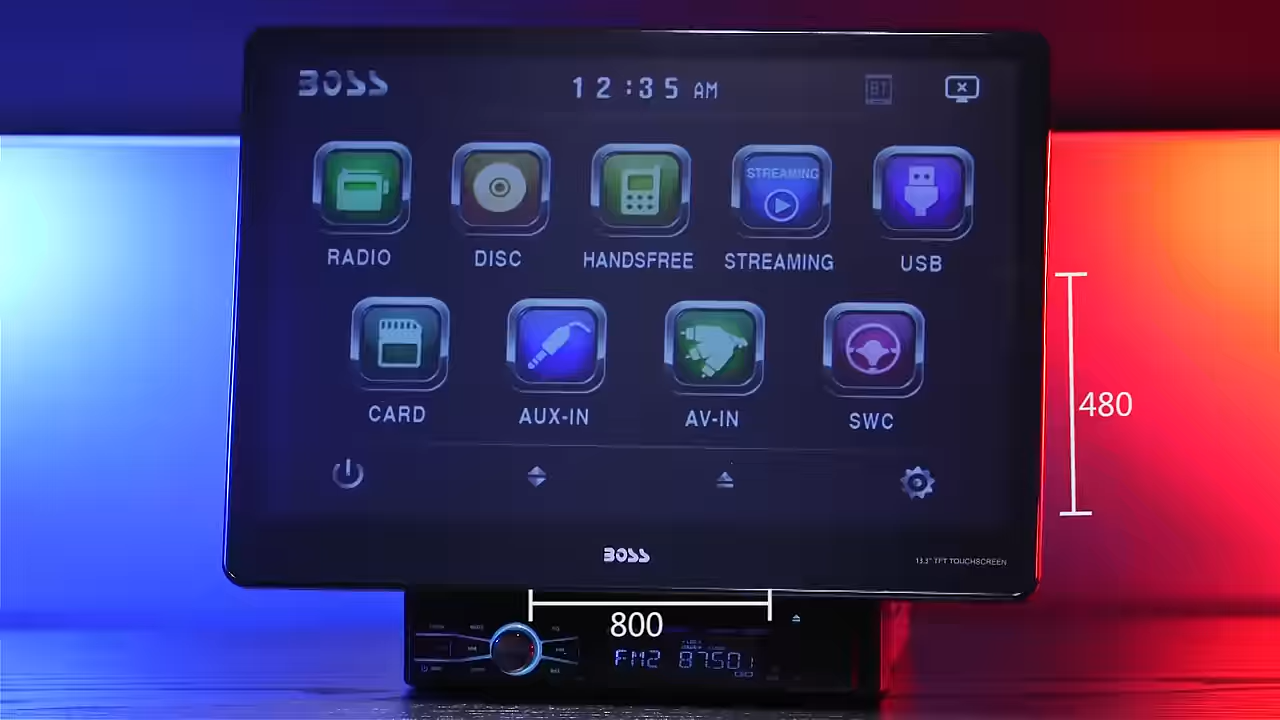 BOSS
12:35 AM
BT
STREAMING
RADIO
DISC
HANDSFREE
STREAMING
USB
CARD
AUX-IN
AV-IN
SWC
480
BOSS
13.3" TFT TOUCHSCREEN
800
FM2 87.50